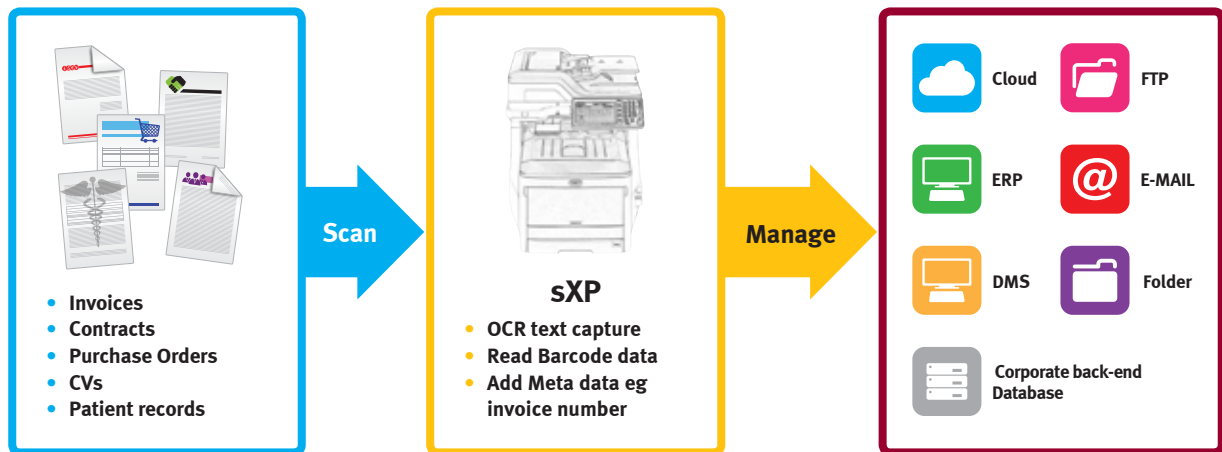 Invoices
Contracts
Purchase Orders
CVs
Patient records
Scan
sXP
OCR text capture
Read Barcode data
Add Meta data eg
invoice number
Manage
Cloud
FTP
ERP
@
E-MAIL
DMS
Folder
Corporate back-end
Database